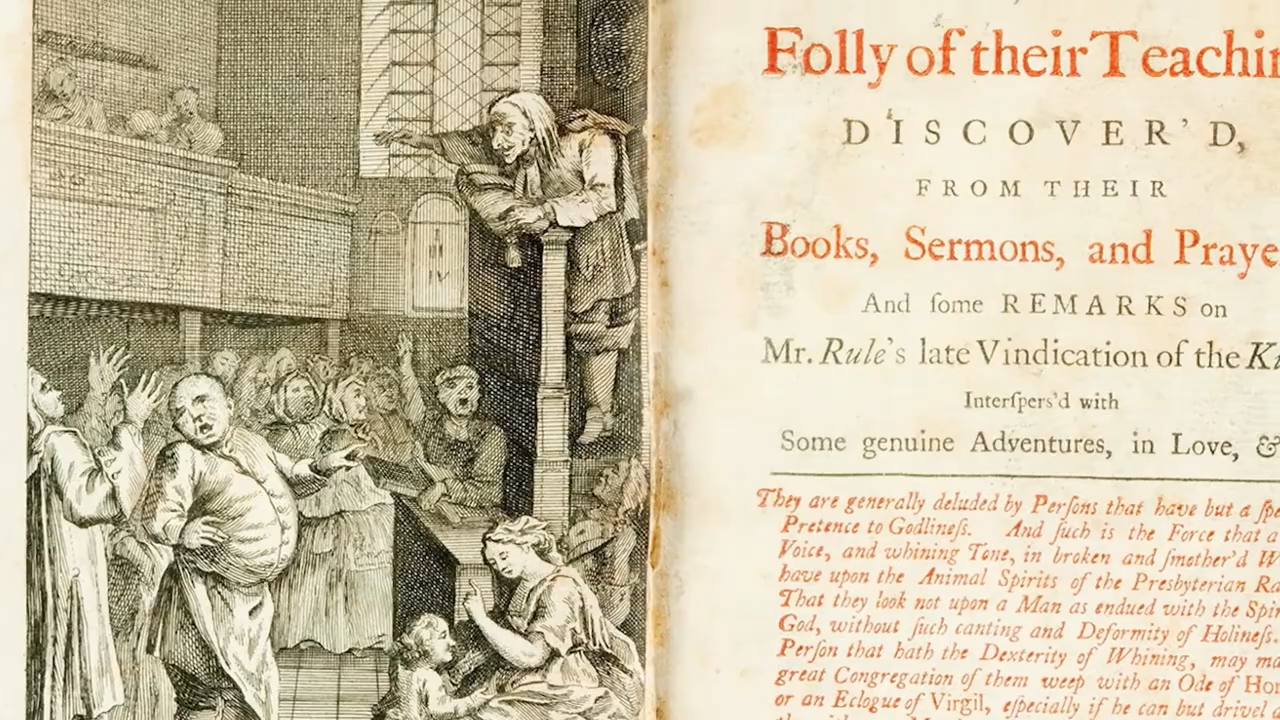 Folly of their Teachin
DISCOVER'D,
FROM THEIR
Books, Sermons, and Praye
And ſome REMARKS on
Mr. Rule's late Vindication of the Ki
Interſpers'd with
Some genuine Adventures, in Love, &
They are generally deluded by Perſons that have but a ſpe
Pretence to Godlineſs. And ſuch is the Force that a
Voice, and whining Tone, in broken and ſmother'd W
have upon the Animal Spirits of the Presbyterian Ra
That they look not upon a Man as endued with the Spir
God, without ſuch canting and Deformity of Holineſs.
Perſon that hath the Dexterity of Whining, may ma
great Congregation of them weep with an Ode of Hor
or an Eclogue of Virgil, eſpecially if he can but drivel a